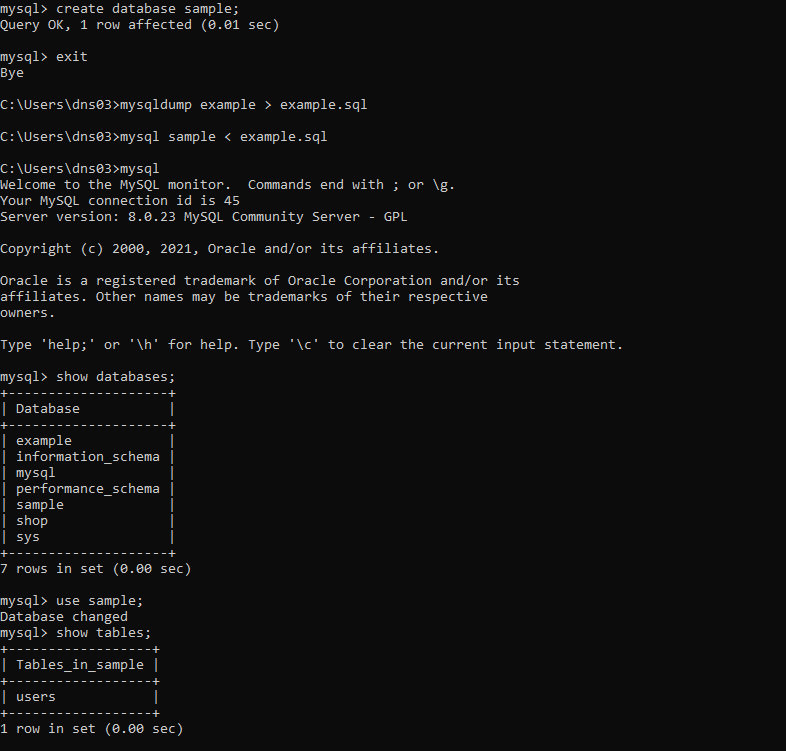 mysql> create database sample;
Query OK, 1 row affected (0.01 sec)
mysql> exit
Bye
C:\Users\dns03>mysqldump example > example.sql
C:\Users\dns03>mysql sample < example.sql
C:\Users\dns03>mysql
Welcome to the MySQL monitor.  Commands end with ; or \g.
Your MySQL connection id is 45
Server version: 8.0.23 MySQL Community Server - GPL
Copyright (c) 2000, 2021, Oracle and/or its affiliates.
Oracle is a registered trademark of Oracle Corporation and/or its
affiliates. Other names may be trademarks of their respective
owners.
Type 'help;' or '\h' for help. Type '\c' to clear the current input statement.
mysql> show databases;
+--------------------+
| Database           |
+--------------------+
| example            |
| information_schema |
| mysql              |
| performance_schema |
| sample             |
| shop               |
| sys                |
+--------------------+
7 rows in set (0.00 sec)
mysql> use sample;
Database changed
mysql> show tables;
+------------------+
| Tables_in_sample |
+------------------+
| users            |
+------------------+
1 row in set (0.00 sec)